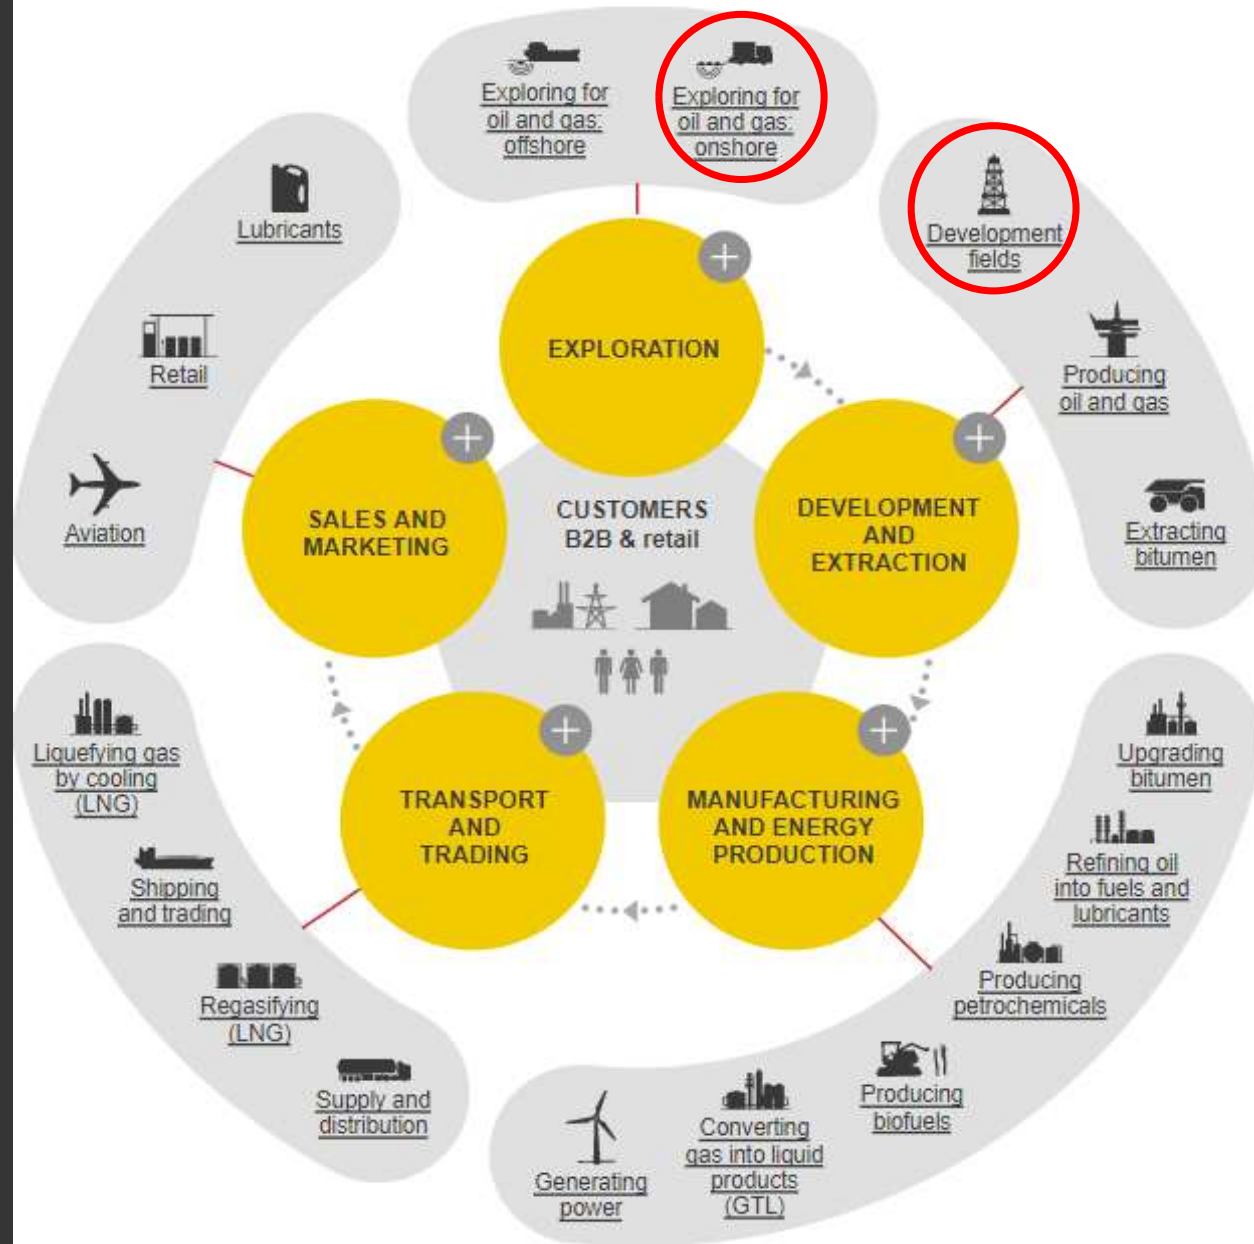 Exploring for
oil and gas:
offshore
Exploring for
oil and gas:
onshore
Development
fields
Producing
oil and gas
Extracting
bitumen
Lubricants
Retail
Aviation
EXPLORATION
SALES AND
MARKETING
CUSTOMERS
B2B & retail
DEVELOPMENT
AND
EXTRACTION
TRANSPORT
AND
TRADING
MANUFACTURING
AND ENERGY
PRODUCTION
Liquefying gas
by cooling
(LNG)
Shipping
and trading
Regasifying
(LNG)
Supply and
distribution
Upgrading
bitumen
Refining oil
into fuels and
lubricants
Producing
petrochemicals
Producing
biofuels
Converting
gas into liquid
products
(GTL)
Generating
power